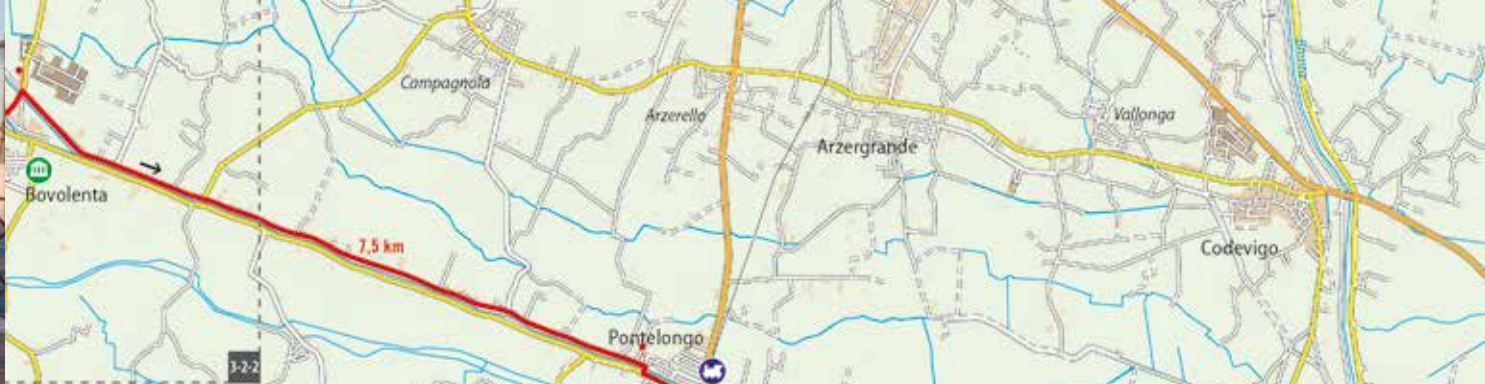 Campagnola
Arzerello
Vallonga
Arzergrande
Bovolenta
7,5 km
Codevigo
Pontelongo
3-2-2